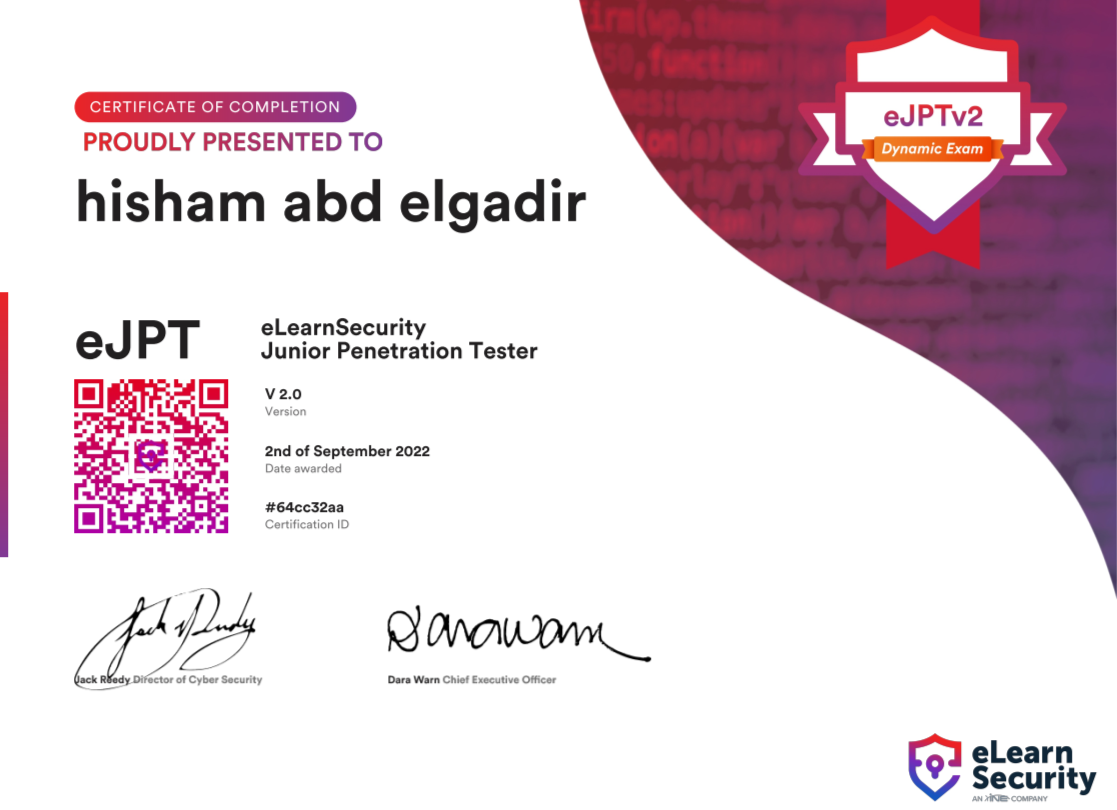 CERTIFICATE OF COMPLETION
PROUDLY PRESENTED TO
hisham abd elgadir
eJPTv2
Dynamic Exam
eJPT
eLearnSecurity
Junior Penetration Tester
V 2.0
Version
2nd of September 2022
Date awarded
#64cc32aa
Certification ID
Jack Reedy Director of Cyber Security
Dara Warn Chief Executive Officer
eLearn
Security
AN INE COMPANY